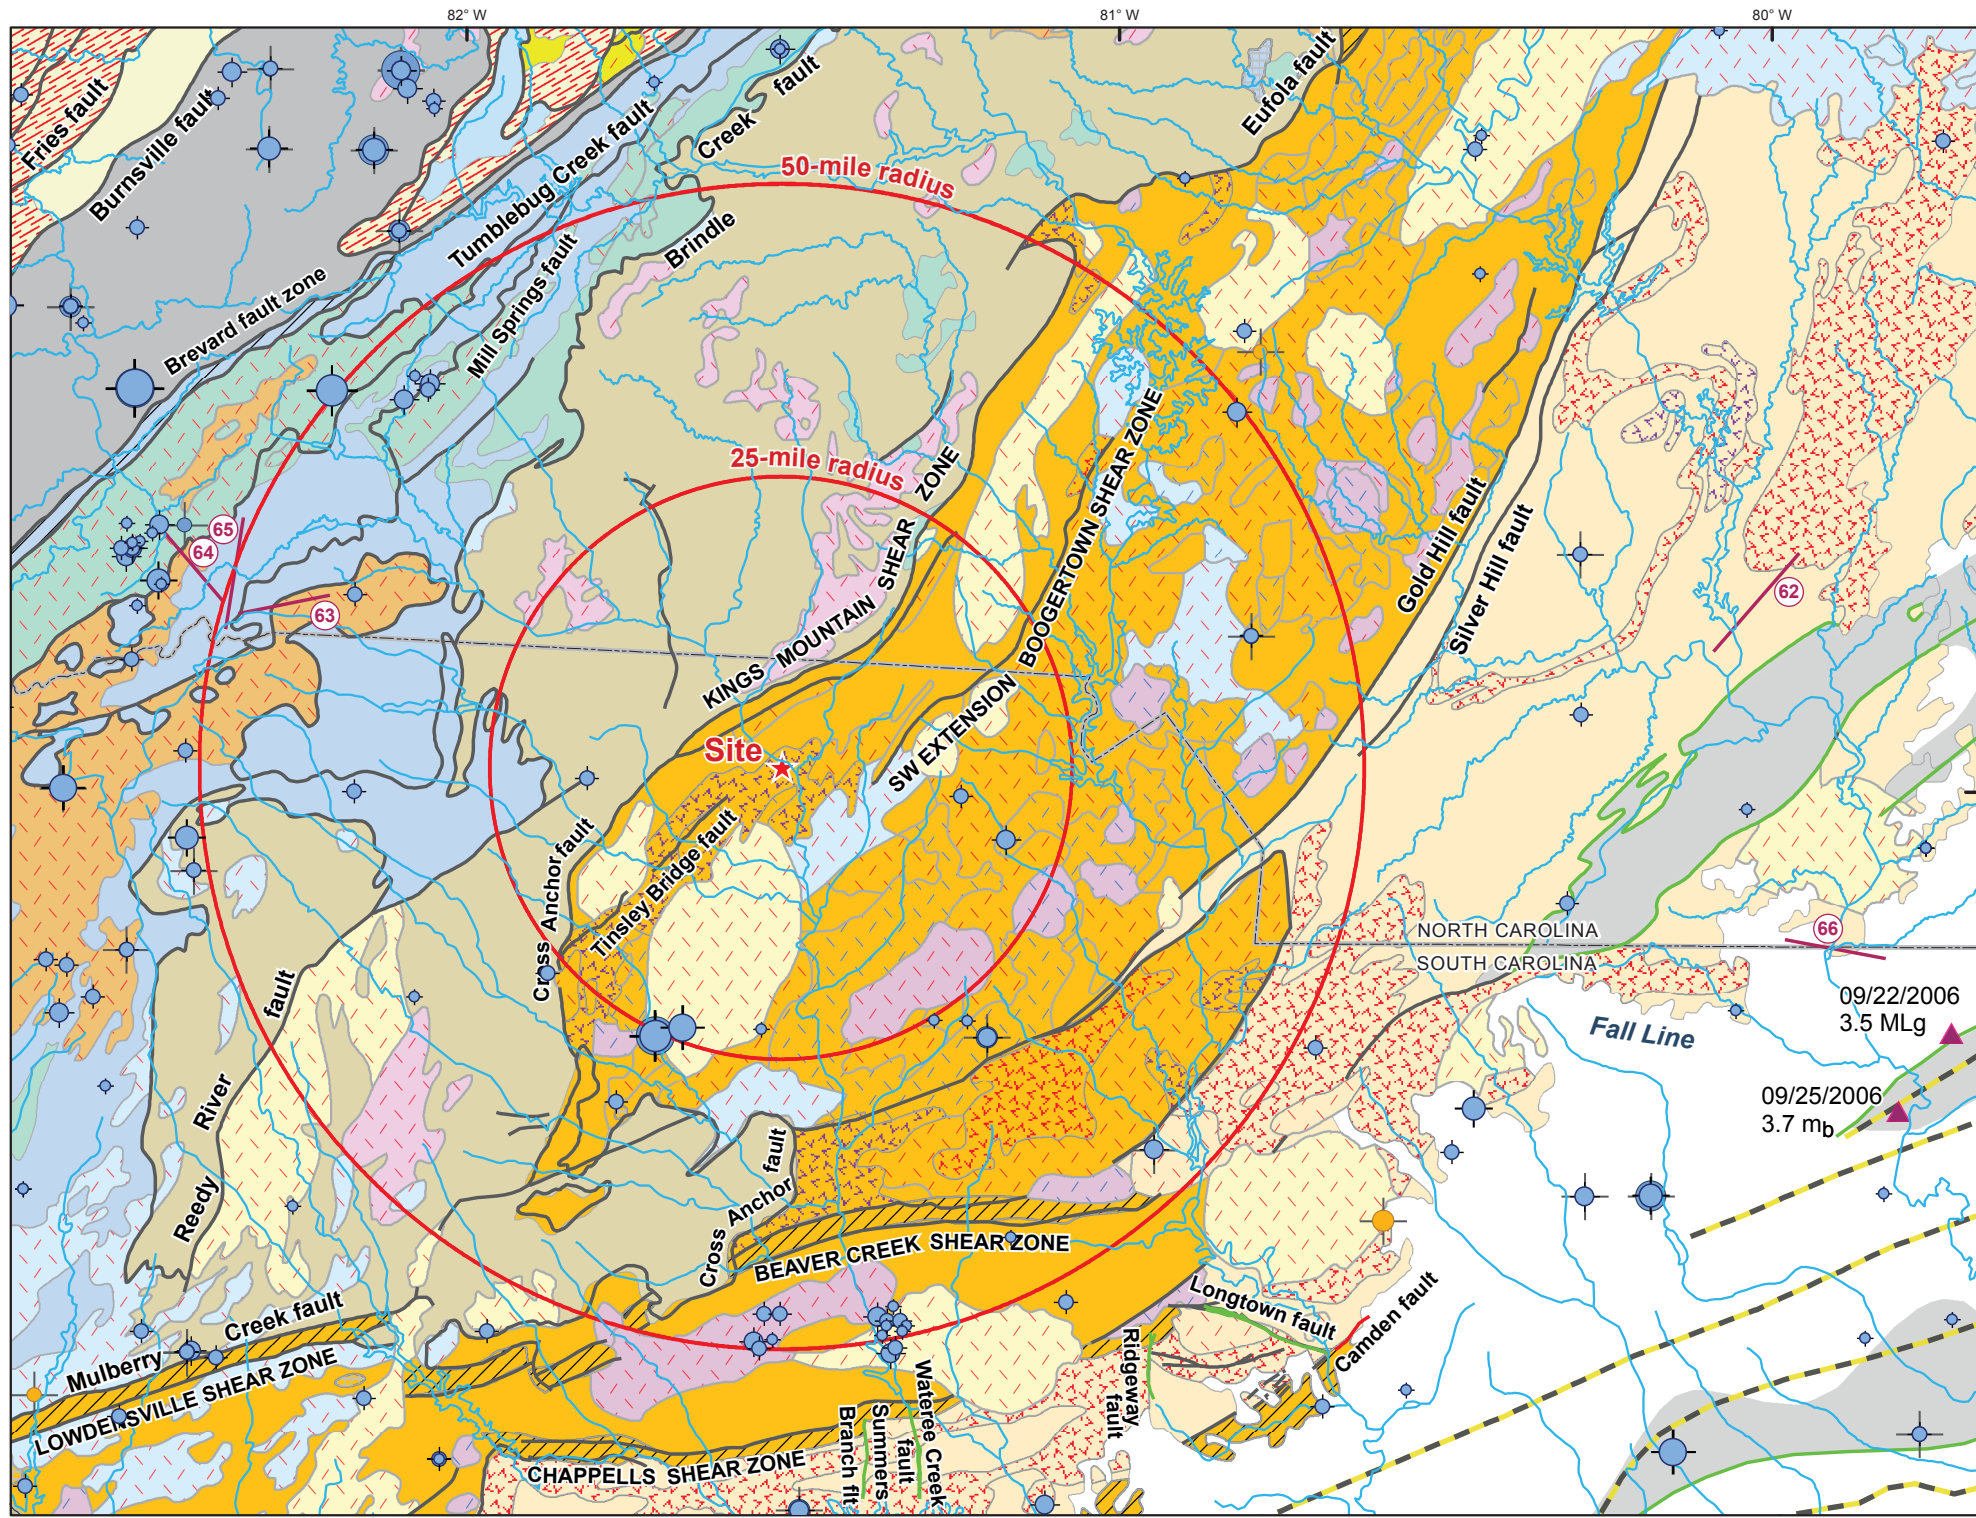 82° W
81° W
80° W
Fries fault
Burnsville fault
Tumblebug Creek fault
Brindle Creek fault
Eufola fault
50-mile radius
Brevard fault zone
Mill Springs fault
25-mile radius
KINGS MOUNTAIN SHEAR ZONE
SW EXTENSION BOOGERTOWN SHEAR ZONE
Gold Hill fault
Silver Hill fault
65
64
63
62
Site
Cross Anchor fault
Tinsley Bridge fault
NORTH CAROLINA
SOUTH CAROLINA
66
Fall Line
09/22/2006
3.5 MLg
09/25/2006
3.7 mb
Reedy River fault
Cross Anchor fault
BEAVER CREEK SHEAR ZONE
Longtown fault
Camden fault
Ridgeway
fault
Mulberry Creek fault
LOWDENSVILLE SHEAR ZONE
CHAPPELLS SHEAR ZONE
Branch flt
Summers
Wateree Creek
fault